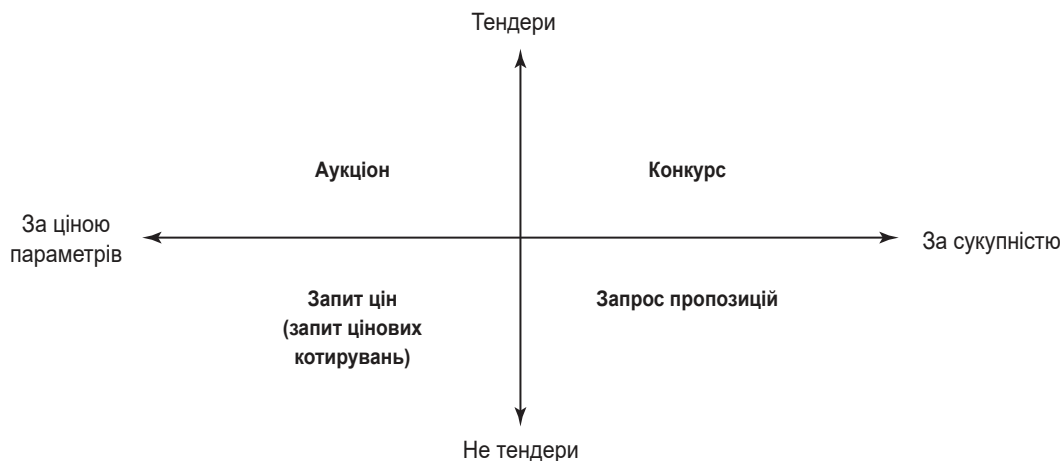 Тендери
Аукціон
Конкурс
За ціною
параметрів
За сукупністю
Запит цін
(запит цінових
котирувань)
Запрос пропозицій
Не тендери